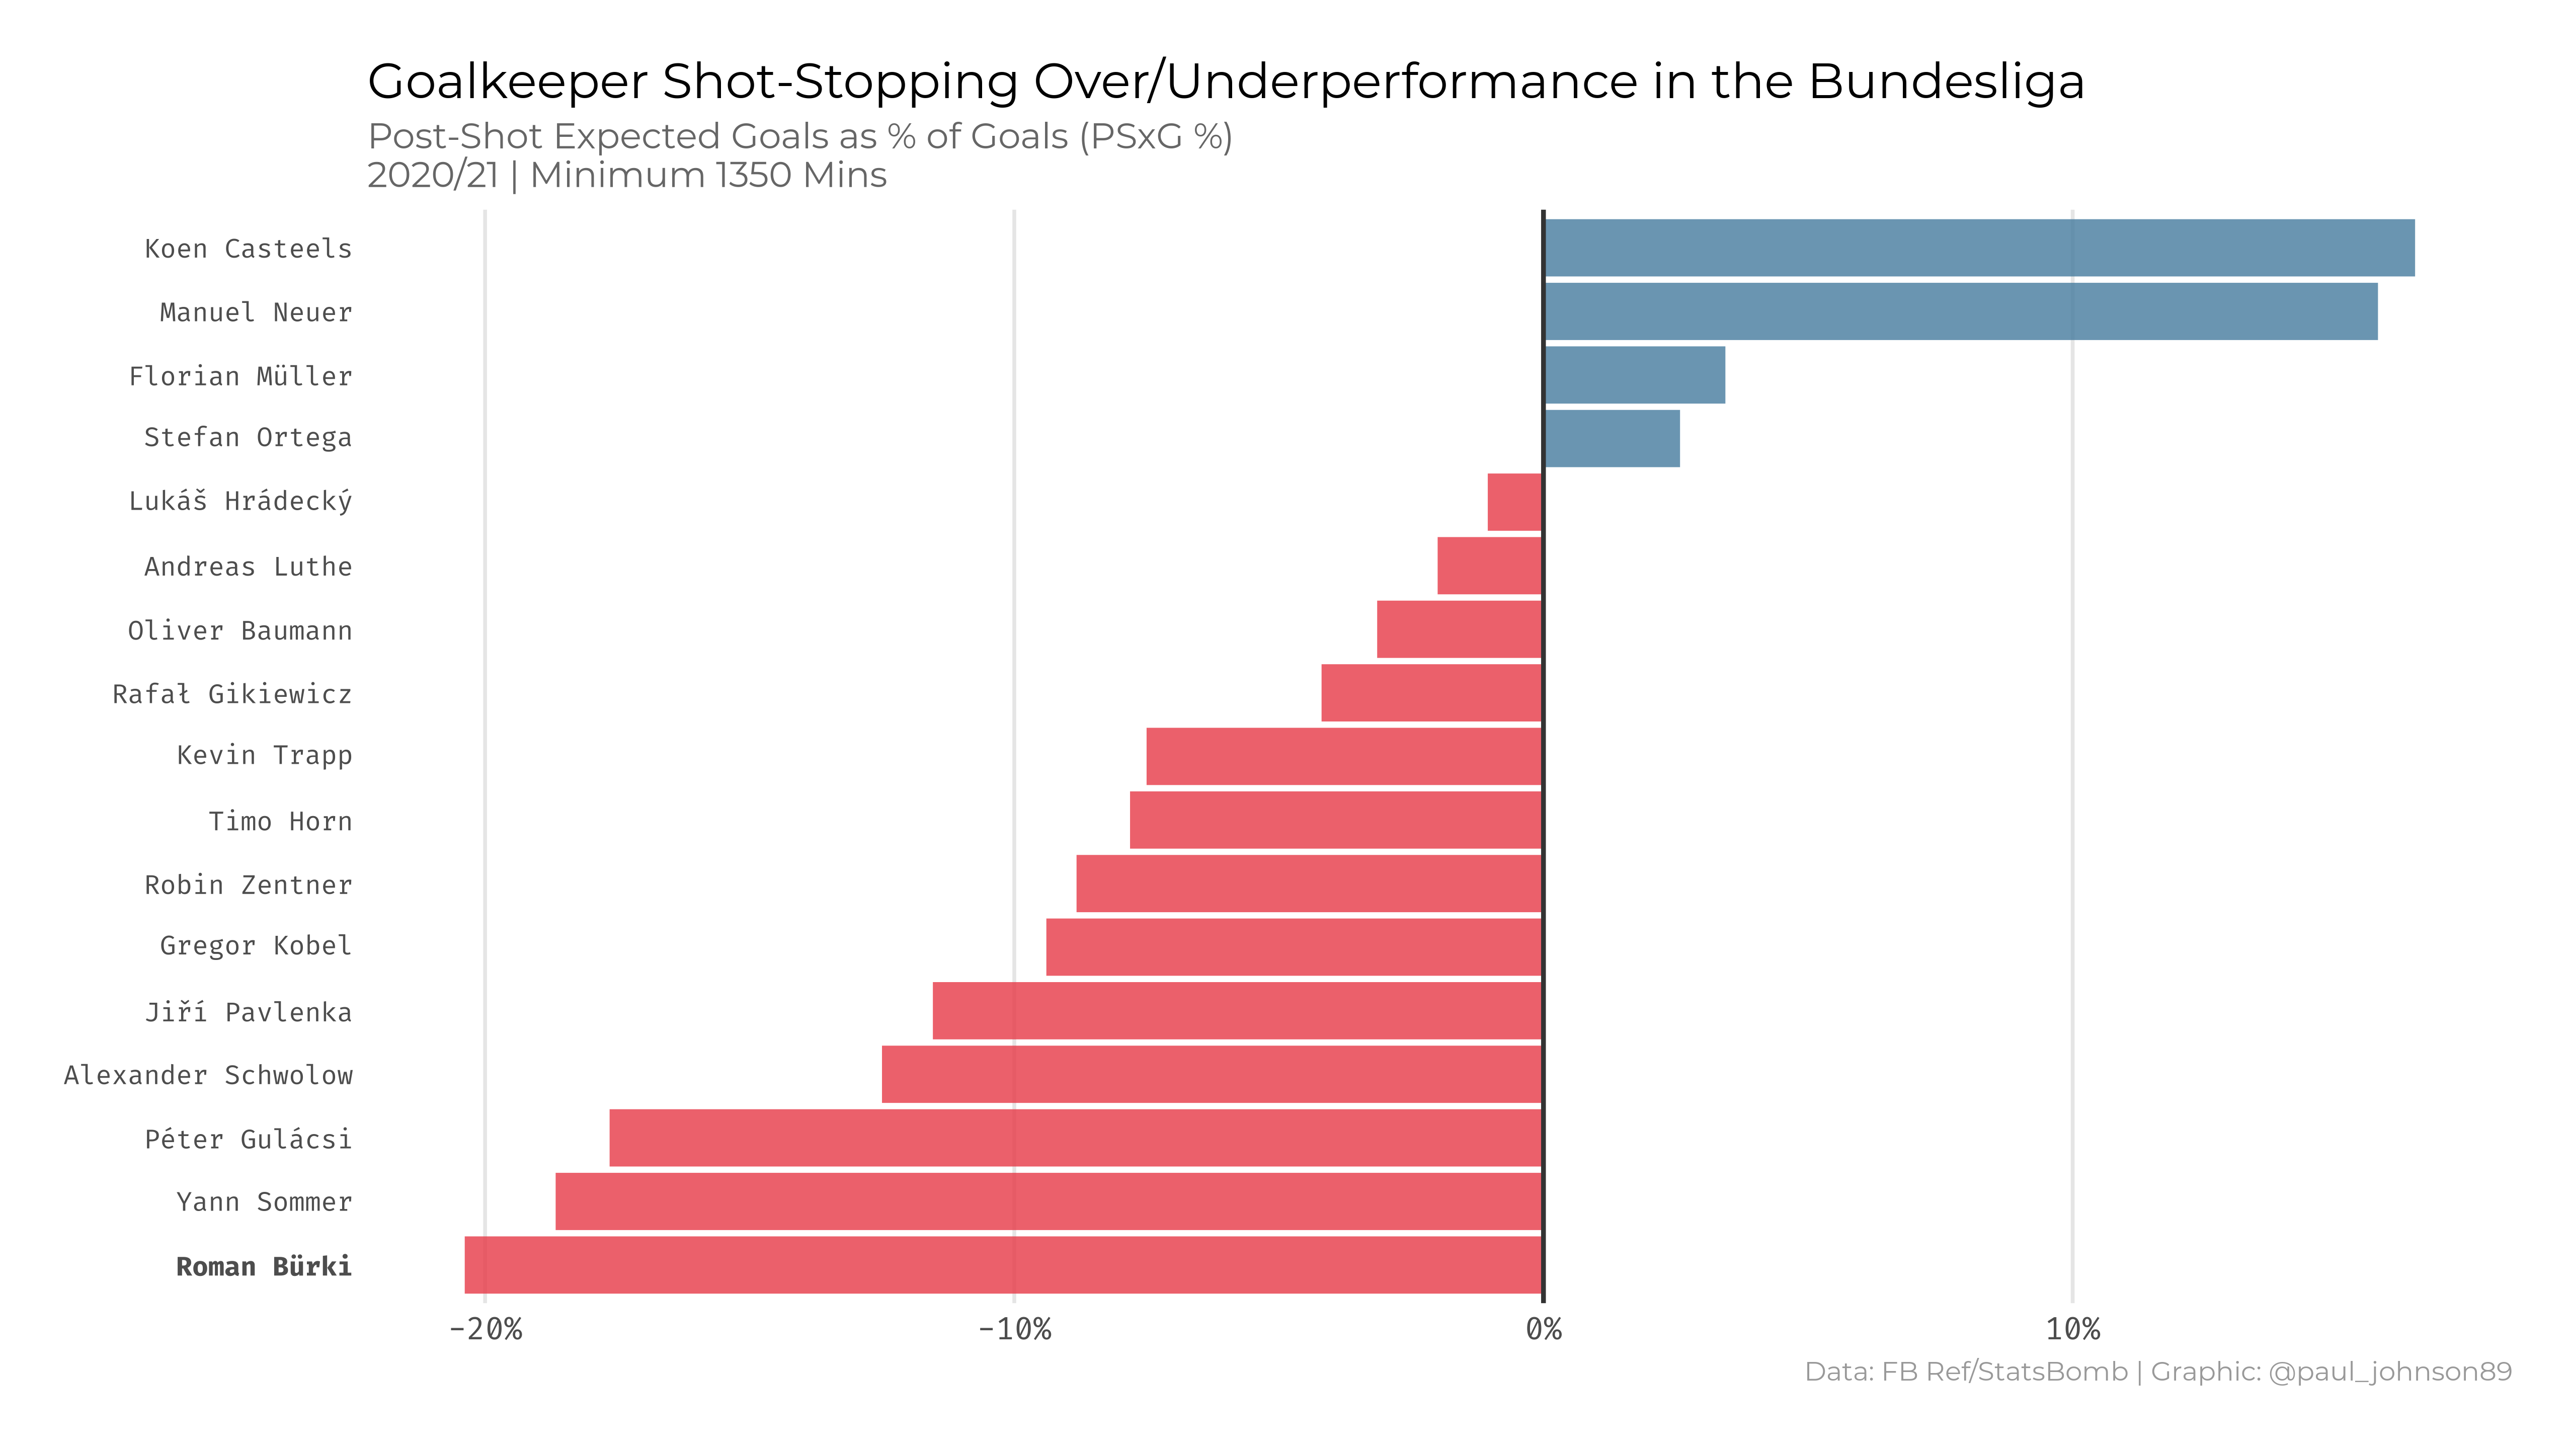 Goalkeeper Shot-Stopping Over/Underperformance in the Bundesliga
Post-Shot Expected Goals as % of Goals (PSxG %)
2020/21 | Minimum 1350 Mins
Koen Casteels
Manuel Neuer
Florian Müller
Stefan Ortega
Lukáš Hrádecký
Andreas Luthe
Oliver Baumann
Rafał Gikiewicz
Kevin Trapp
Timo Horn
Robin Zentner
Gregor Kobel
Jiří Pavlenka
Alexander Schwolow
Péter Gulácsi
Yann Sommer
Roman Bürki
-20% -10% 0% 10%
Data: FB Ref/StatsBomb | Graphic: @paul_johnson89